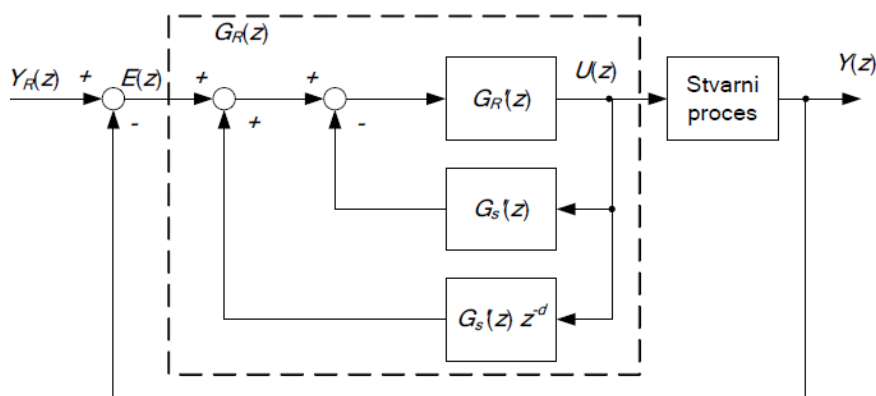 G_R(z)
Y_R(z) + E(z) + + U(z) Y(z)
G_R'(z)
Stvarni
proces
- + -
G_s'(z)
G_s'(z) z^-d